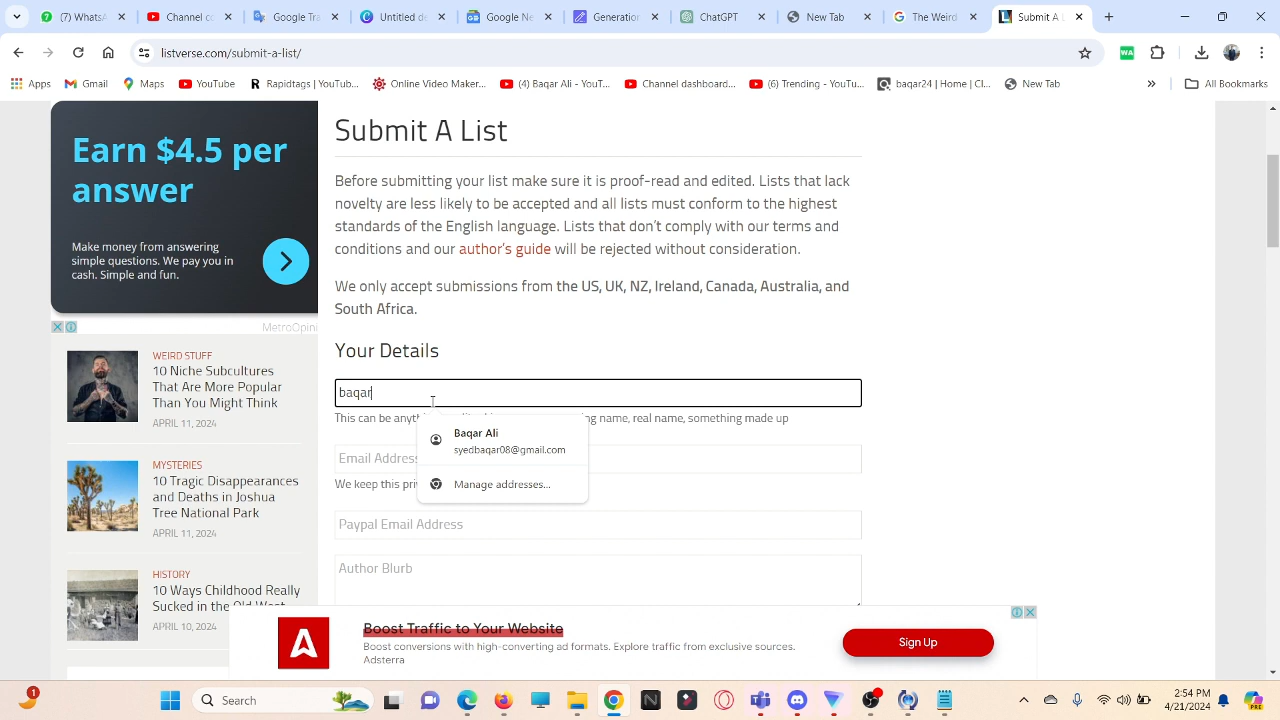 7
Channel dashboard
Google Tra
Canva des
Google Ne
Generation
ChatGPT
The Weird
The Weird
Submit A L
listverse.com/submit-a-list/
WA
Apps
Gmail
Maps
YouTube
Rapidtags | YouTub...
Online Video Maker...
(4) Baqar Ali - YouT...
Channel dashboard...
(6) Trending - YouTu...
baqar24 | Home | Cl...
New Tab
»
All Bookmarks
Earn $4.5 per
answer
Make money from answering
simple questions. We pay you in
cash. Simple and fun.
MetroOpini
WEIRD STUFF
10 Niche Subcultures
That Are More Popular
Than You Might Think
APRIL 11, 2024
MYSTERIES
10 Tragic Disappearances
and Deaths in Joshua
Tree National Park
APRIL 11, 2024
HISTORY
10 Ways Childhood Really
Sucked in the Old West
APRIL 10, 2024
Submit A List
Before submitting your list make sure it is proof-read and edited. Lists that lack
novelty are less likely to be accepted and all lists must conform to the highest
standards of the English language. Lists that don’t comply with our terms and
conditions and our author’s guide will be rejected without consideration.
We only accept submissions from the US, UK, NZ, Ireland, Canada, Australia, and
South Africa.
Your Details
baqar
This can be anyth ng name, real name, something made up
Baqar Ali
syedbaqar08@gmail.com
Manage addresses...
Email Address
We keep this pri
Paypal Email Address
Author Blurb
Boost Traffic to Your Website
Boost conversions with high-converting ad formats. Explore traffic from exclusive sources.
Adsterra
Sign Up
1
Search
2:54 PM
4/21/2024
PRE